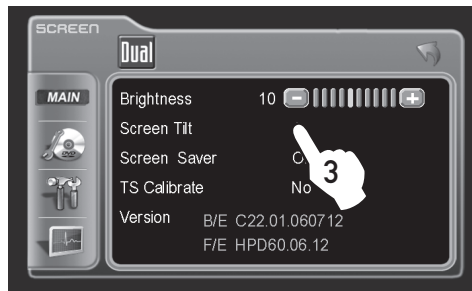 SCREEN
Dual
MAIN
Brightness 10
Screen Tilt
Screen Saver
TS Calibrate No
Version B/E C22.01.060712
F/E HPD60.06.12
3
DVD